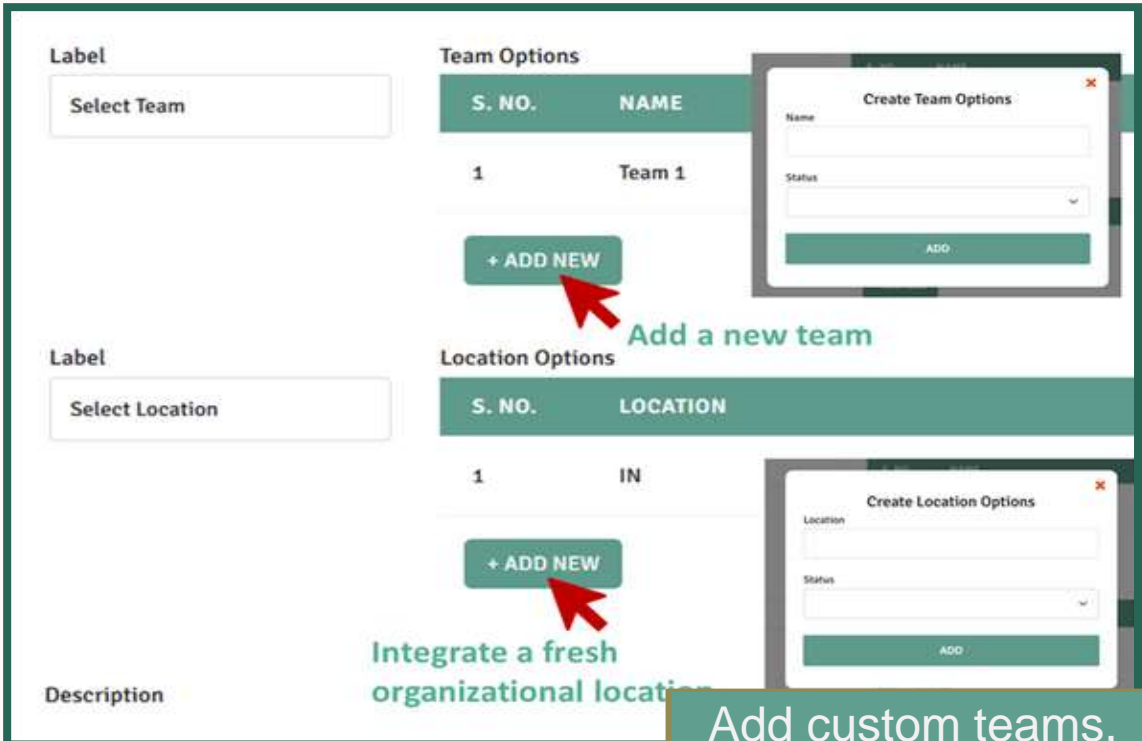 Label
Select Team
Team Options
S. NO. NAME
1 Team 1
+ ADD NEW
Add a new team
Create Team Options
Name
Status
ADD
Label
Select Location
Location Options
S. NO. LOCATION
1 IN
+ ADD NEW
Integrate a fresh
organizational location
Create Location Options
Location
Status
ADD
Description
Add custom teams,